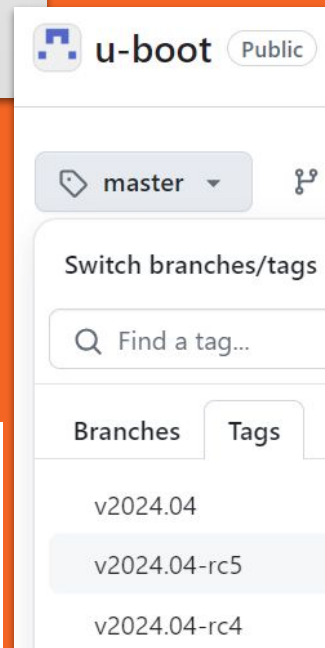 u-boot Public
master
Switch branches/tags
Find a tag...
Branches Tags
v2024.04
v2024.04-rc5
v2024.04-rc4